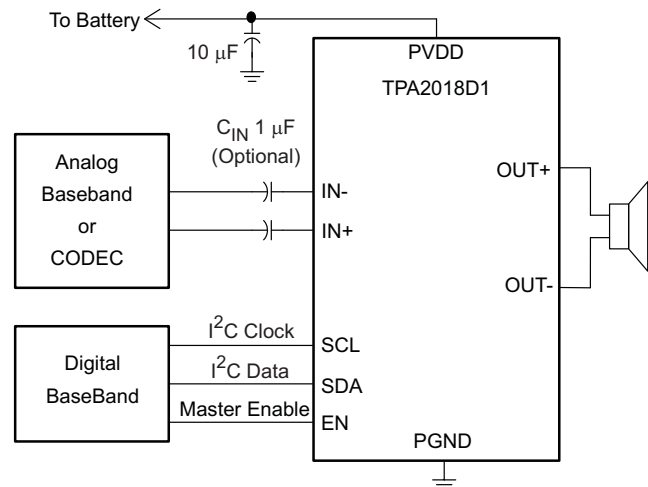 To Battery
10 μF
PVDD
TPA2018D1
C_IN 1 μF
(Optional)
Analog
Baseband
or
CODEC
IN-
IN+
OUT+
OUT-
Digital
BaseBand
I²C Clock
I²C Data
Master Enable
SCL
SDA
EN
PGND